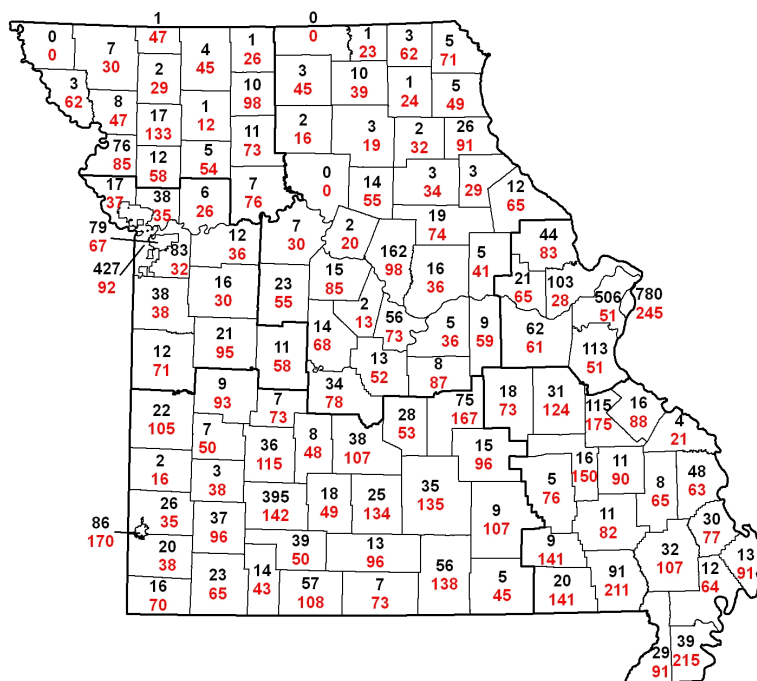 1 0
0 7 47 4 1 0 1 3 5
0 30 45 26 0 23 62 71
3 2 3 10 1 5
62 29 10 45 39 24 49
8 17 1 98 2 3 2 26
47 133 12 11 16 19 32 91
76 12 5 73
85 58 54 0 14 3 3 12
17 38 6 7 0 55 34 29 65
37 35 26 76 19
79 12 7 2 74 44
67 83 36 30 20 162 5 83
427 32 98 16 41
92 16 23 15 36 21 103
38 30 55 85 2 65 28 506 780
38 13 56 51 245
21 14 73 5 9 62
12 95 11 68 36 59 61 113
71 58 13 8 51
52 87
9 34 18 31
22 93 7 78 75 73 124 115 16
105 73 28 167 175 88 4
7 36 8 38 53 15 21
50 115 48 107 96 16 11
2 3 5 150 90 8 48
16 38 395 18 25 35 76 65 63
26 142 49 134 135 9
35 37 107 11 30
86 96 82 77
170 20 39 13 9 32 13
38 50 96 56 141 107 12 91
23 14 57 7 138 5 20 91 64
16 65 43 108 73 45 141 211
70
29 39
91 215